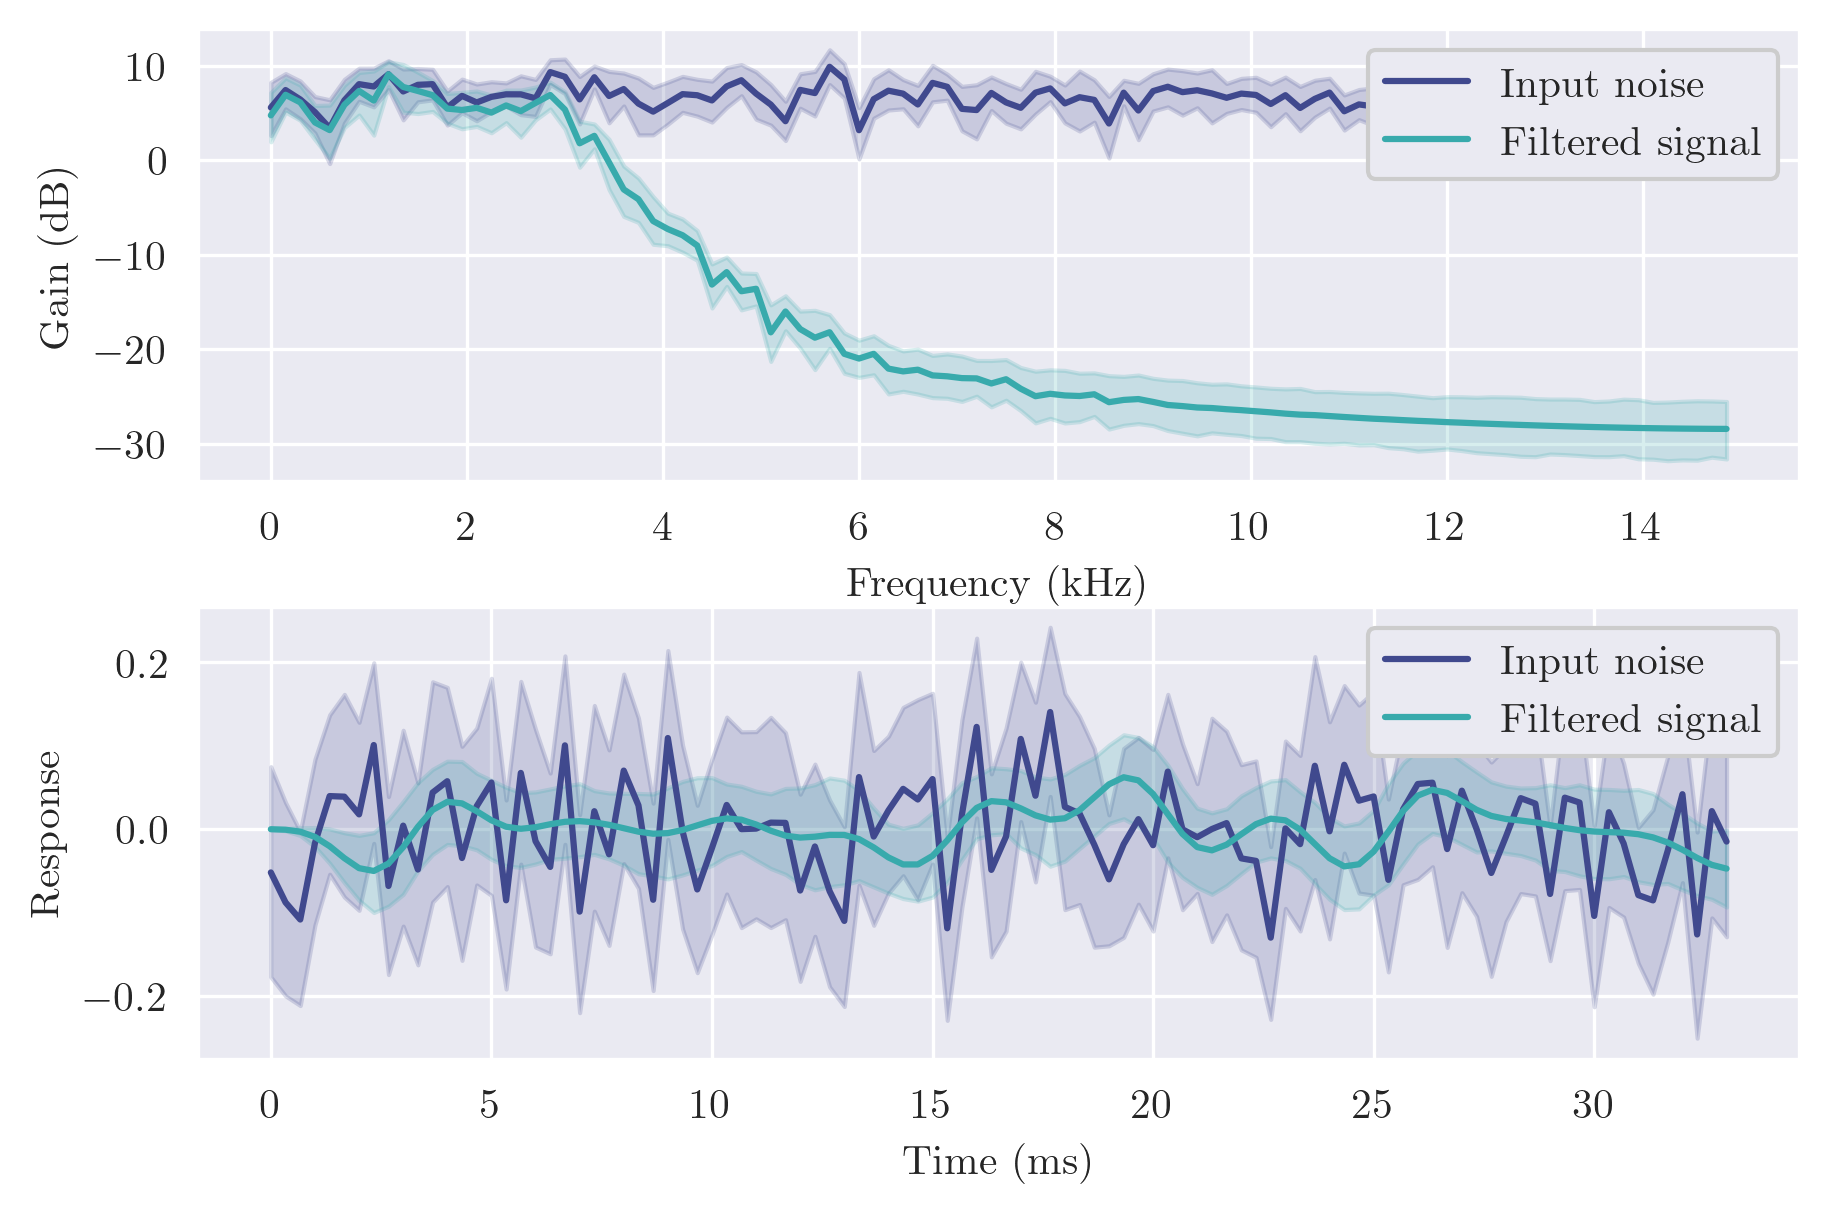 10
0
−10
−20
−30
Gain (dB)
Input noise
Filtered signal
0 2 4 6 8 10 12 14
Frequency (kHz)
0.2
0.0
−0.2
Response
Input noise
Filtered signal
0 5 10 15 20 25 30
Time (ms)